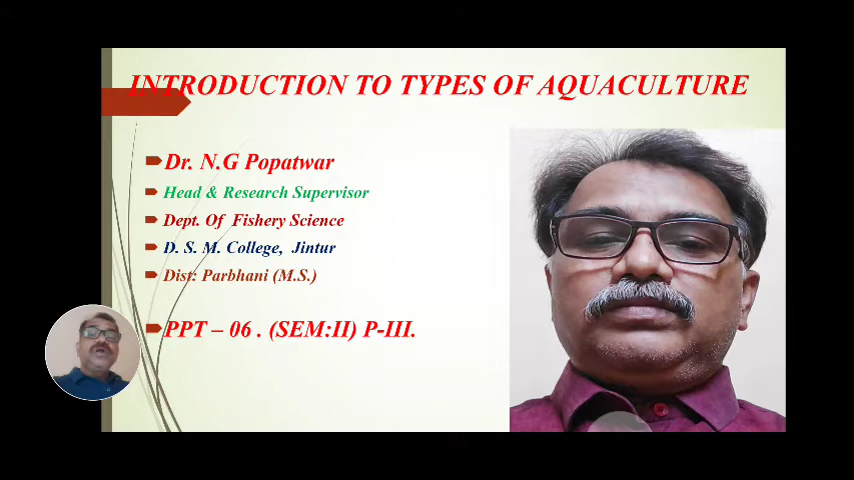 INTRODUCTION TO TYPES OF AQUACULTURE
Dr. N.G Popatwar
Head & Research Supervisor
Dept. Of Fishery Science
D. S. M. College, Jintur
Dist: Parbhani (M.S.)
PPT – 06 . (SEM:II) P-III.